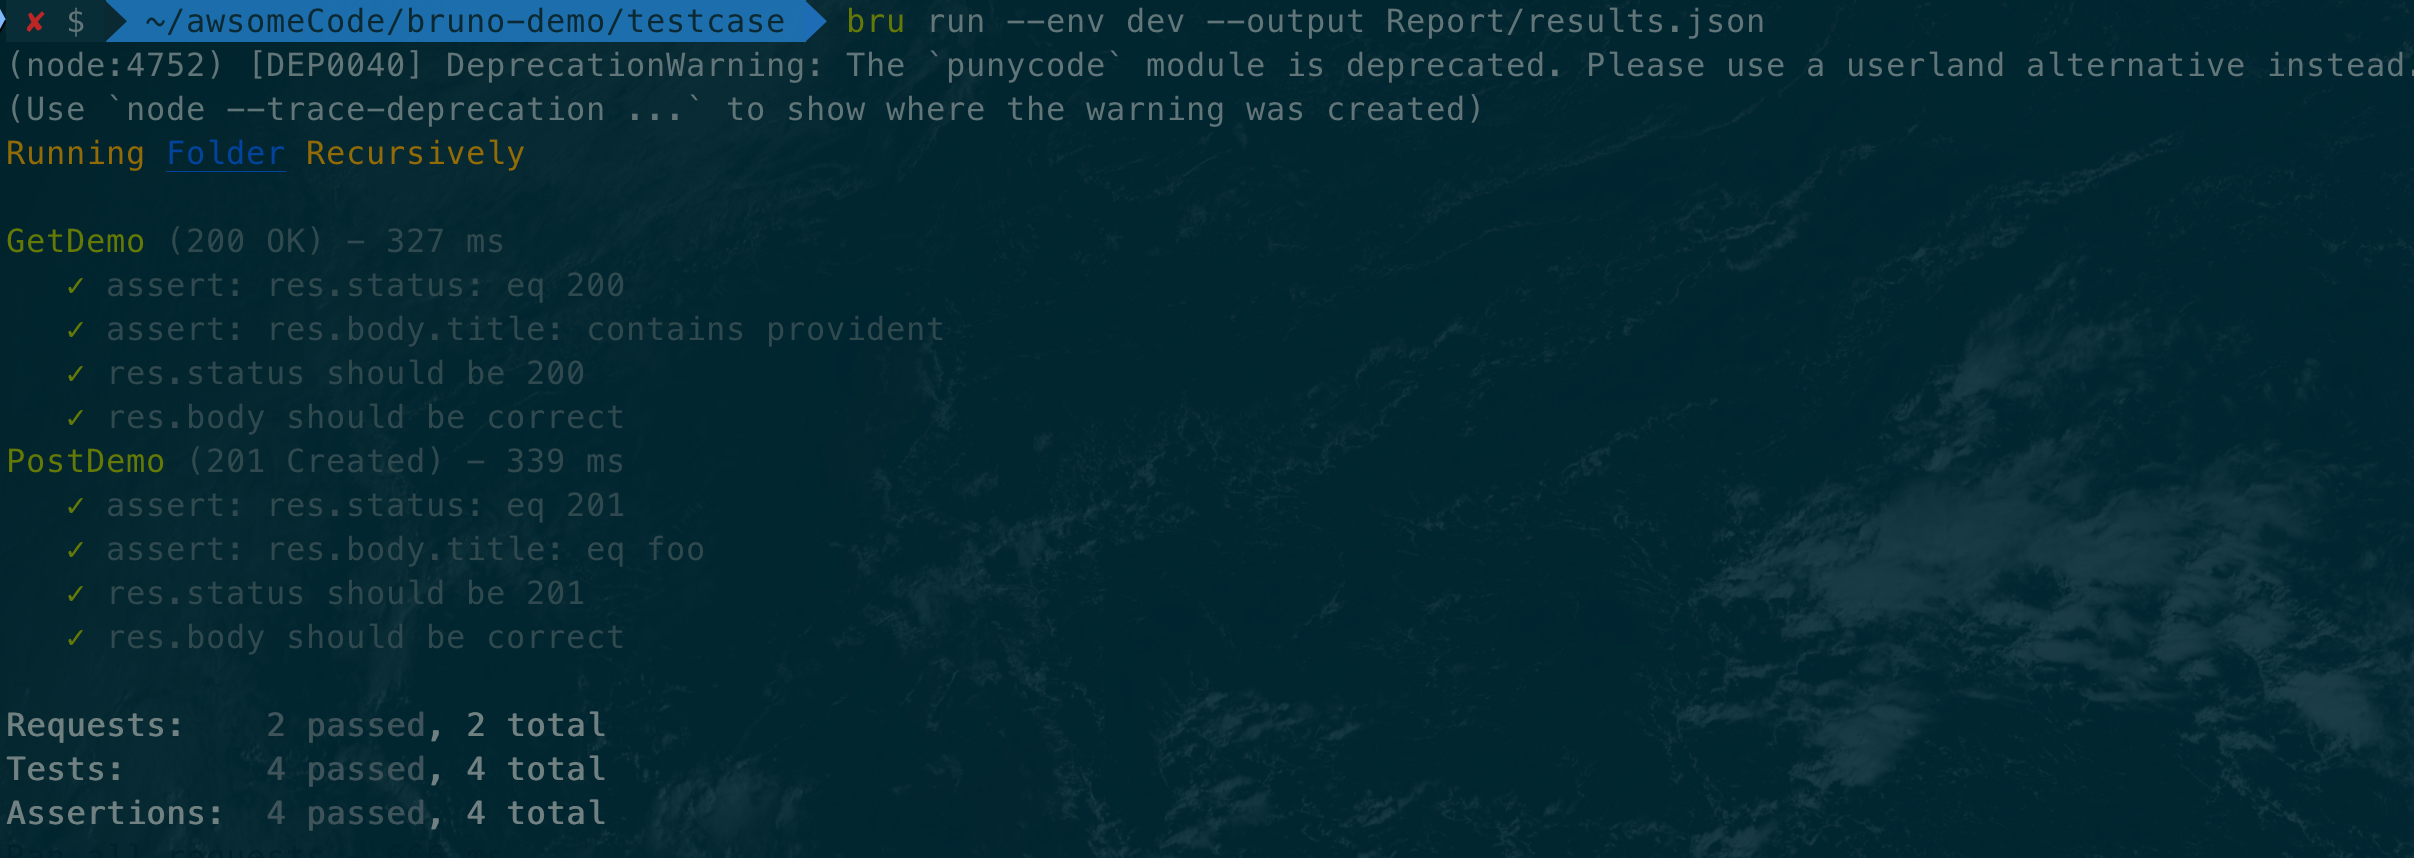 ✘ $ ~/awsomeCode/bruno-demo/testcase bru run --env dev --output Report/results.json
(node:4752) [DEP0040] DeprecationWarning: The `punycode` module is deprecated. Please use a userland alternative instead.
(Use `node --trace-deprecation ...` to show where the warning was created)
Running Folder Recursively
GetDemo (200 OK) - 327 ms
✓ assert: res.status: eq 200
✓ assert: res.body.title: contains provident
✓ res.status should be 200
✓ res.body should be correct
PostDemo (201 Created) - 339 ms
✓ assert: res.status: eq 201
✓ assert: res.body.title: eq foo
✓ res.status should be 201
✓ res.body should be correct
Requests: 2 passed, 2 total
Tests: 4 passed, 4 total
Assertions: 4 passed, 4 total